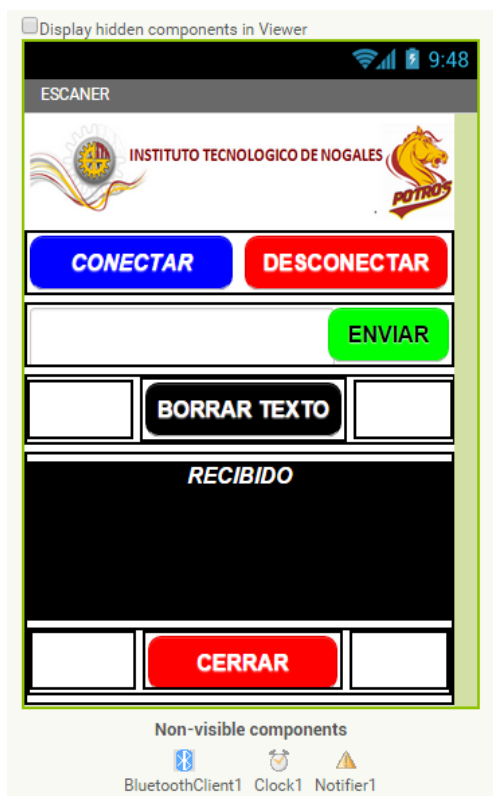 Display hidden components in Viewer
9:48
ESCANER
INSTITUTO TECNOLOGICO DE NOGALES
POTROS
CONECTAR DESCONECTAR
ENVIAR
BORRAR TEXTO
RECIBIDO
CERRAR
Non-visible components
BluetoothClient1 Clock1 Notifier1